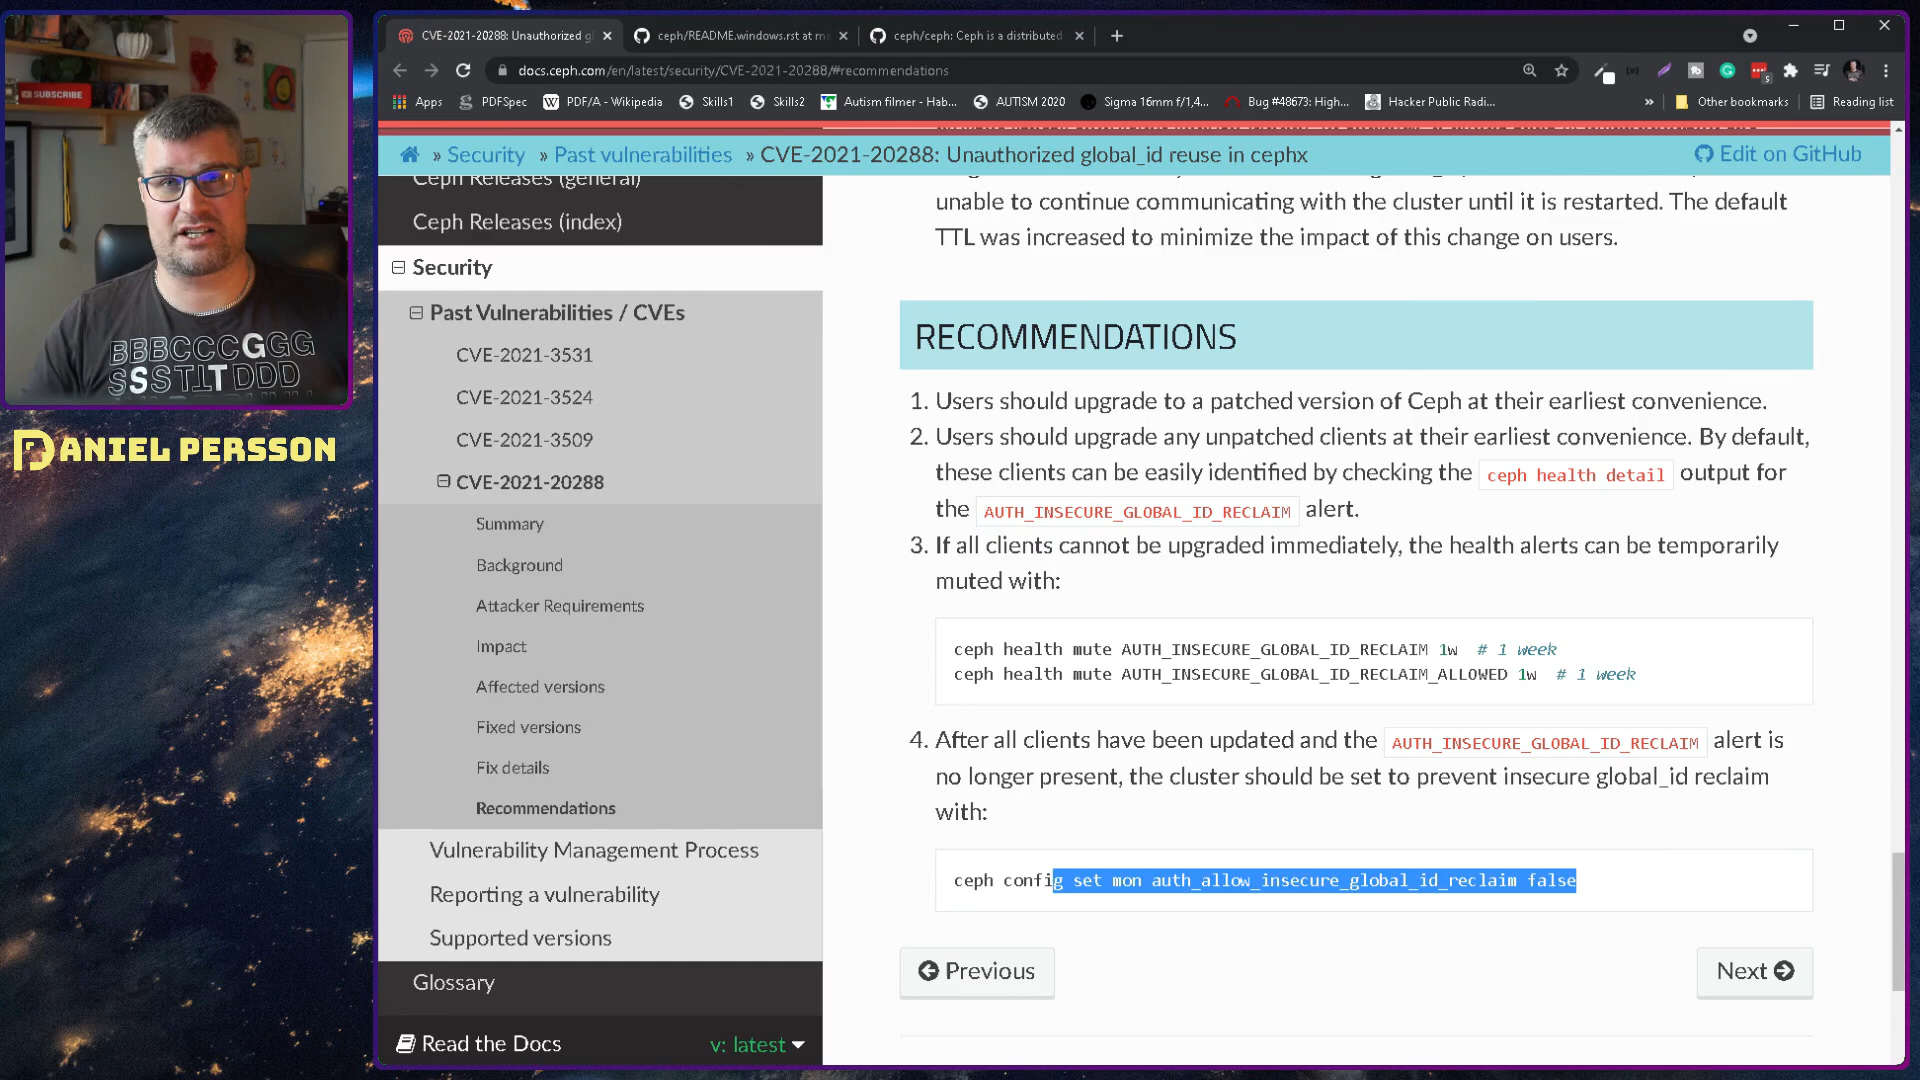 CVE-2021-20288: Unauthorized g
ceph/README.windows.rst at m
ceph/ceph: Ceph is a distributed
docs.ceph.com/en/latest/security/CVE-2021-20288/#recommendations
Apps
PDFSpec
PDF/A - Wikipedia
Skills1
Skills2
Autism filmer - Hab...
AUTISM 2020
Sigma 16mm f/1,4...
Bug #48673: High...
Hacker Public Radi...
»
Other bookmarks
Reading list
» Security » Past vulnerabilities » CVE-2021-20288: Unauthorized global_id reuse in cephx
Edit on GitHub
SUBSCRIBE
BBBCCCGGG
SSSTITDDD
DANIEL PERSSON
Ceph Releases (general)
Ceph Releases (index)
Security
Past Vulnerabilities / CVEs
CVE-2021-3531
CVE-2021-3524
CVE-2021-3509
CVE-2021-20288
Summary
Background
Attacker Requirements
Impact
Affected versions
Fixed versions
Fix details
Recommendations
Vulnerability Management Process
Reporting a vulnerability
Supported versions
Glossary
Read the Docs
v: latest
unable to continue communicating with the cluster until it is restarted. The default
TTL was increased to minimize the impact of this change on users.
RECOMMENDATIONS
1. Users should upgrade to a patched version of Ceph at their earliest convenience.
2. Users should upgrade any unpatched clients at their earliest convenience. By default,
these clients can be easily identified by checking the ceph health detail output for
the AUTH_INSECURE_GLOBAL_ID_RECLAIM alert.
3. If all clients cannot be upgraded immediately, the health alerts can be temporarily
muted with:
ceph health mute AUTH_INSECURE_GLOBAL_ID_RECLAIM 1w # 1 week
ceph health mute AUTH_INSECURE_GLOBAL_ID_RECLAIM_ALLOWED 1w # 1 week
4. After all clients have been updated and the AUTH_INSECURE_GLOBAL_ID_RECLAIM alert is
no longer present, the cluster should be set to prevent insecure global_id reclaim
with:
ceph config set mon auth_allow_insecure_global_id_reclaim false
Previous
Next